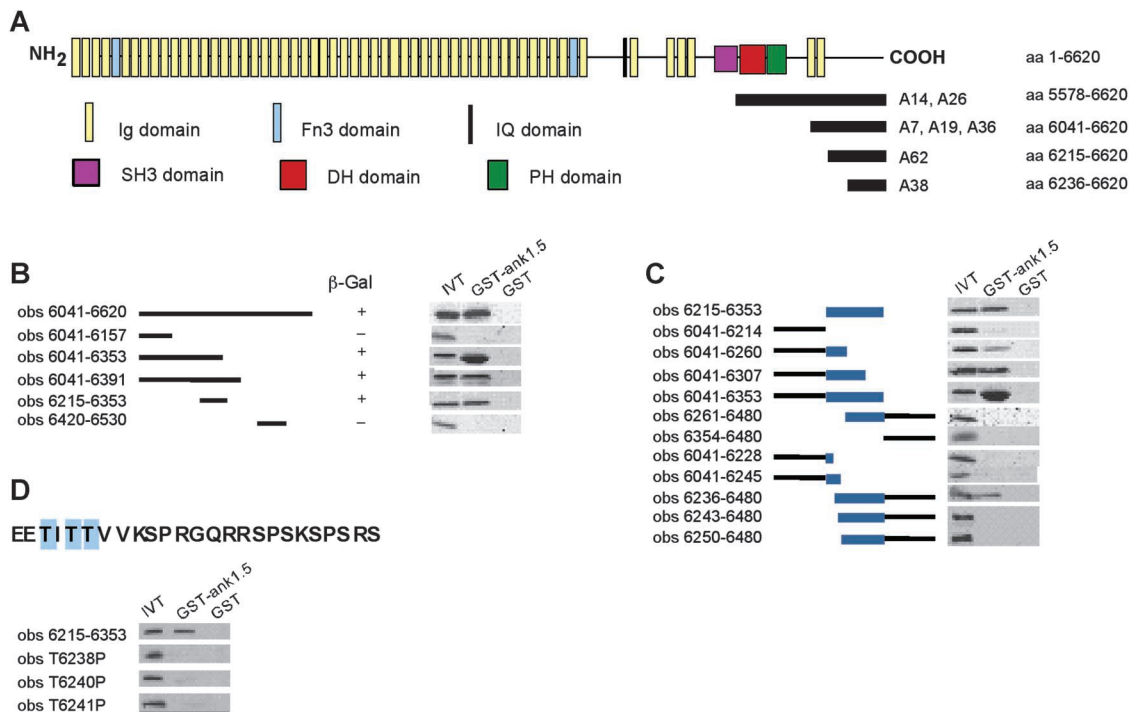 A
NH2
COOH
aa 1-6620
A14, A26
aa 5578-6620
Ig domain
Fn3 domain
IQ domain
A7, A19, A36
aa 6041-6620
SH3 domain
DH domain
PH domain
A62
aa 6215-6620
A38
aa 6236-6620
B
β-Gal
IVT
GST-ank1.5
GST
obs 6041-6620 +
obs 6041-6157 –
obs 6041-6353 +
obs 6041-6391 +
obs 6215-6353 +
obs 6420-6530 –
C
IVT
GST-ank1.5
GST
obs 6215-6353
obs 6041-6214
obs 6041-6260
obs 6041-6307
obs 6041-6353
obs 6261-6480
obs 6354-6480
obs 6041-6228
obs 6041-6245
obs 6236-6480
obs 6243-6480
obs 6250-6480
D
EETITTVVKSPRGQRRSPSKSPSRS
IVT
GST-ank1.5
GST
obs 6215-6353
obs T6238P
obs T6240P
obs T6241P